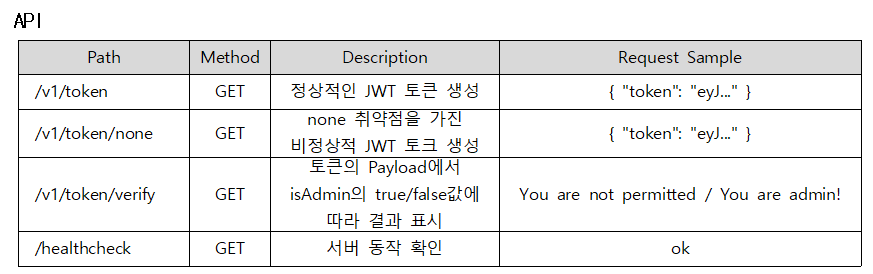 API
Path Method Description Request Sample
/v1/token GET 정상적인 JWT 토큰 생성 { "token": "eyJ..." }
/v1/token/none GET none 취약점을 가진
비정상적 JWT 토크 생성 { "token": "eyJ..." }
/v1/token/verify GET 토큰의 Payload에서
isAdmin의 true/false값에
따라 결과 표시 You are not permitted / You are admin!
/healthcheck GET 서버 동작 확인 ok